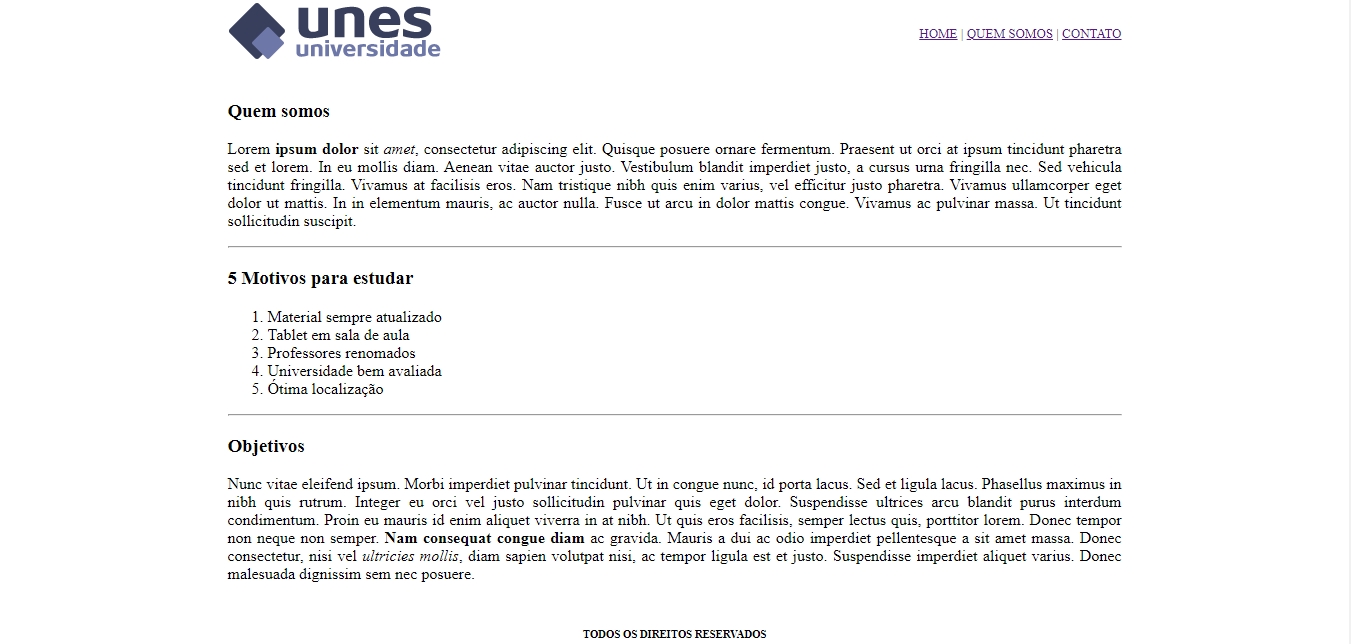 unes
universidade
HOME | QUEM SOMOS | CONTATO
Quem somos
Lorem ipsum dolor sit amet, consectetur adipiscing elit. Quisque posuere ornare fermentum. Praesent ut orci at ipsum tincidunt pharetra
sed et lorem. In eu mollis diam. Aenean vitae auctor justo. Vestibulum blandit imperdiet justo, a cursus urna fringilla nec. Sed vehicula
tincidunt fringilla. Vivamus at facilisis eros. Nam tristique nibh quis enim varius, vel efficitur justo pharetra. Vivamus ullamcorper eget
dolor ut mattis. In in elementum mauris, ac auctor nulla. Fusce ut arcu in dolor mattis congue. Vivamus ac pulvinar massa. Ut tincidunt
sollicitudin suscipit.
5 Motivos para estudar
1. Material sempre atualizado
2. Tablet em sala de aula
3. Professores renomados
4. Universidade bem avaliada
5. Ótima localização
Objetivos
Nunc vitae eleifend ipsum. Morbi imperdiet pulvinar tincidunt. Ut in congue nunc, id porta lacus. Sed et ligula lacus. Phasellus maximus in
nibh quis rutrum. Integer eu orci vel justo sollicitudin pulvinar quis eget dolor. Suspendisse ultrices arcu blandit purus interdum
condimentum. Proin eu mauris id enim aliquet viverra in at nibh. Ut quis eros facilisis, semper lectus quis, porttitor lorem. Donec tempor
non neque non semper. Nam consequat congue diam ac gravida. Mauris a dui ac odio imperdiet pellentesque a sit amet massa. Donec
consectetur, nisi vel ultricies mollis, diam sapien volutpat nisi, ac tempor ligula est et justo. Suspendisse imperdiet aliquet varius. Donec
malesuada dignissim sem nec posuere.
TODOS OS DIREITOS RESERVADOS